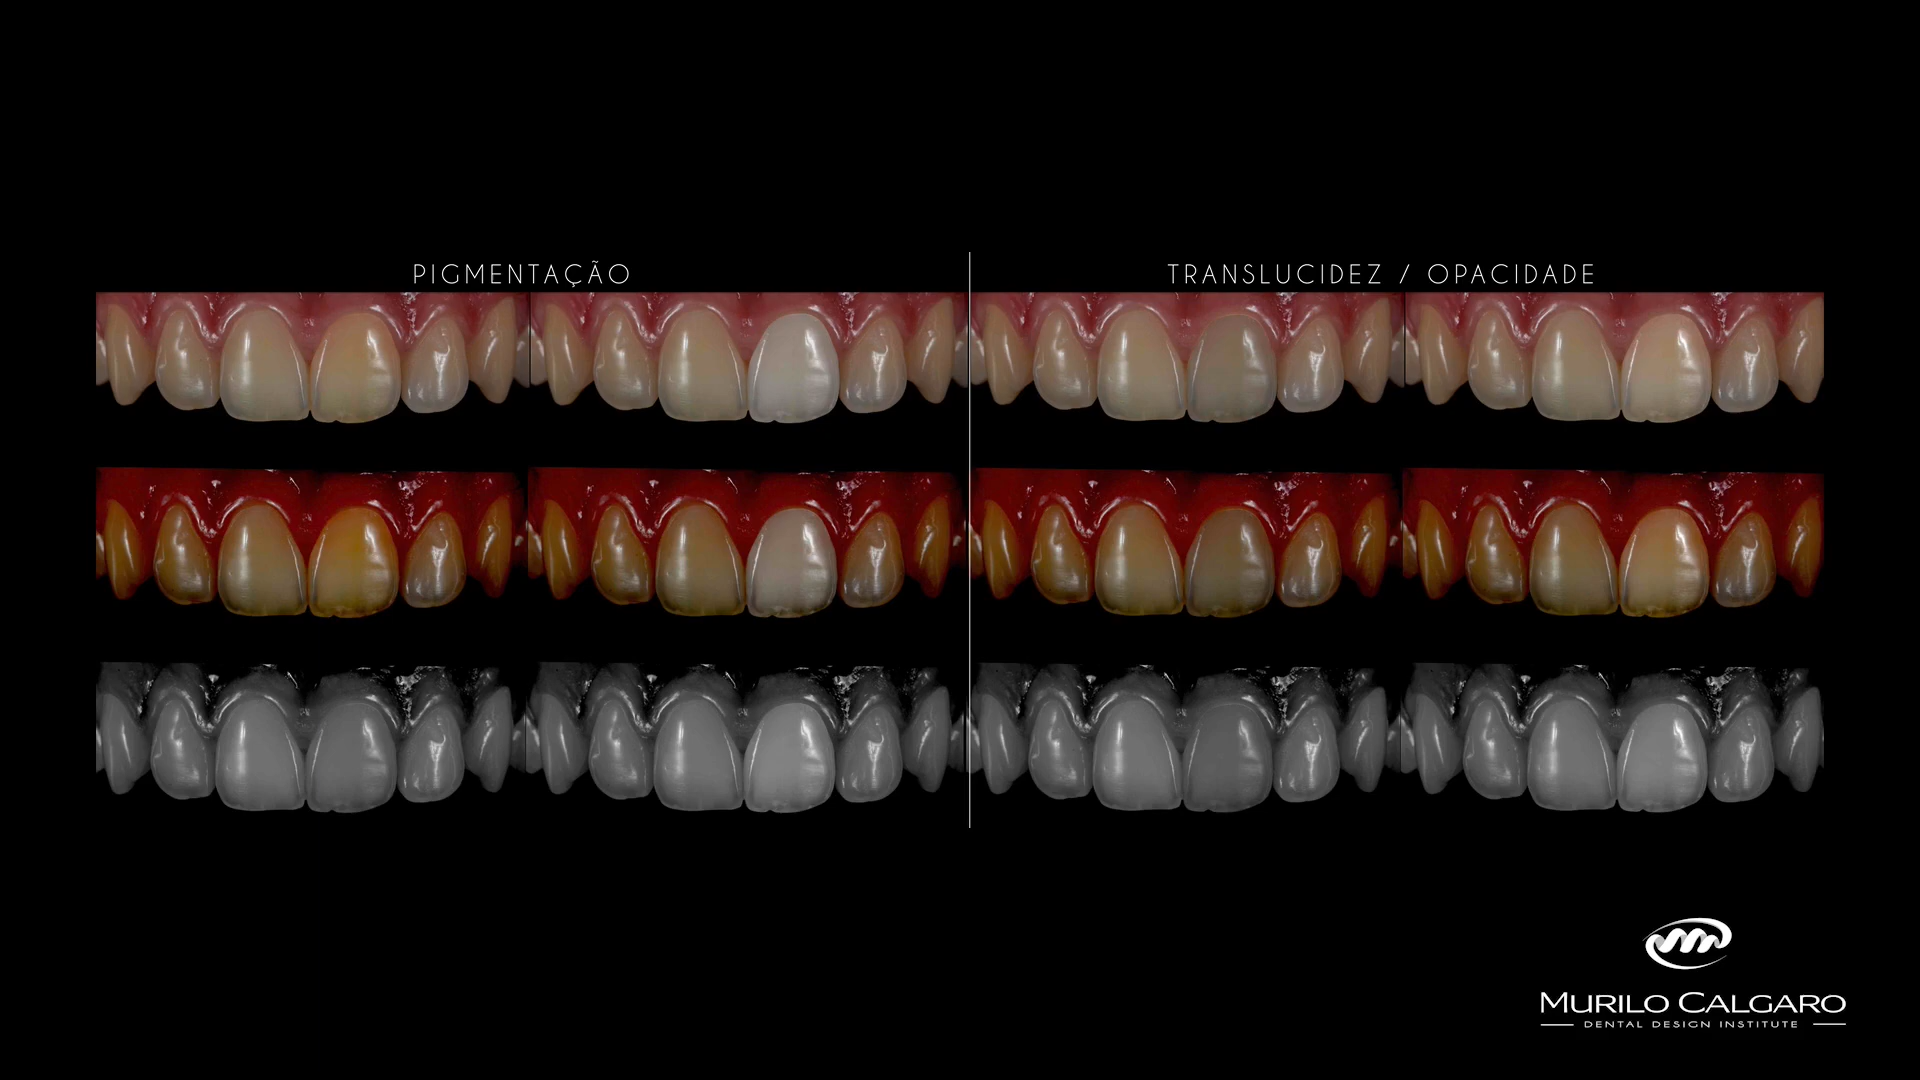 PIGMENTAÇÃO
TRANSLUCIDEZ / OPACIDADE
MURILO CALGARO
DENTAL DESIGN INSTITUTE